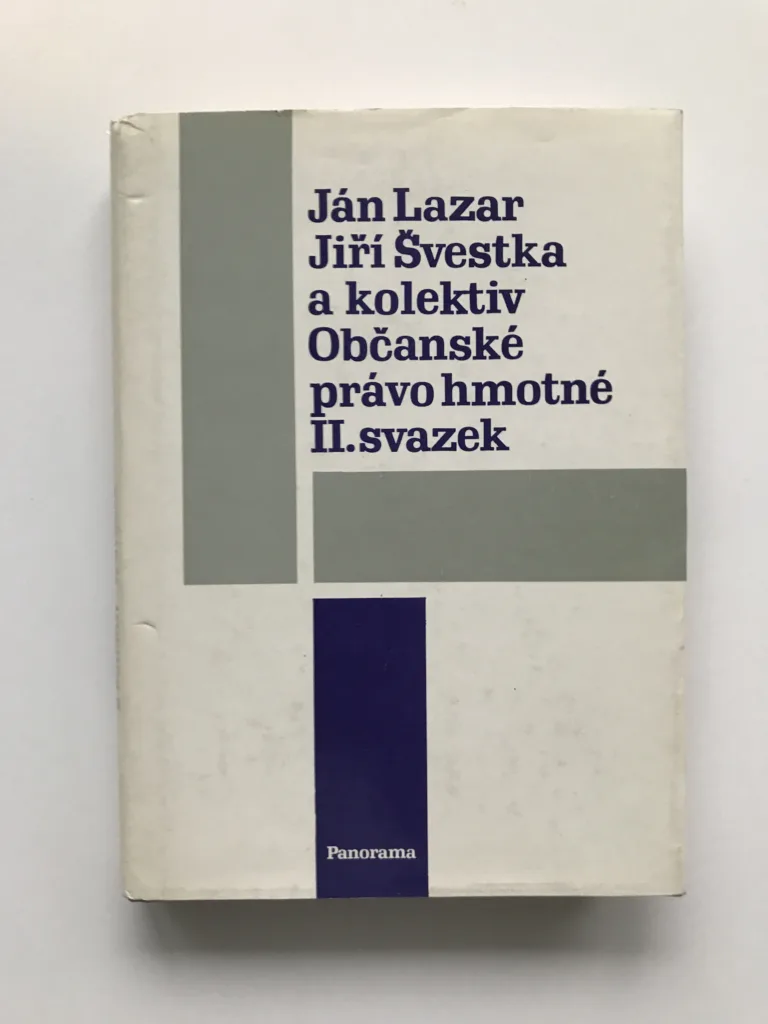 Ján Lazar
Jiří Švestka
a kolektiv
Občanské
právo hmotné
II. svazek
Panorama